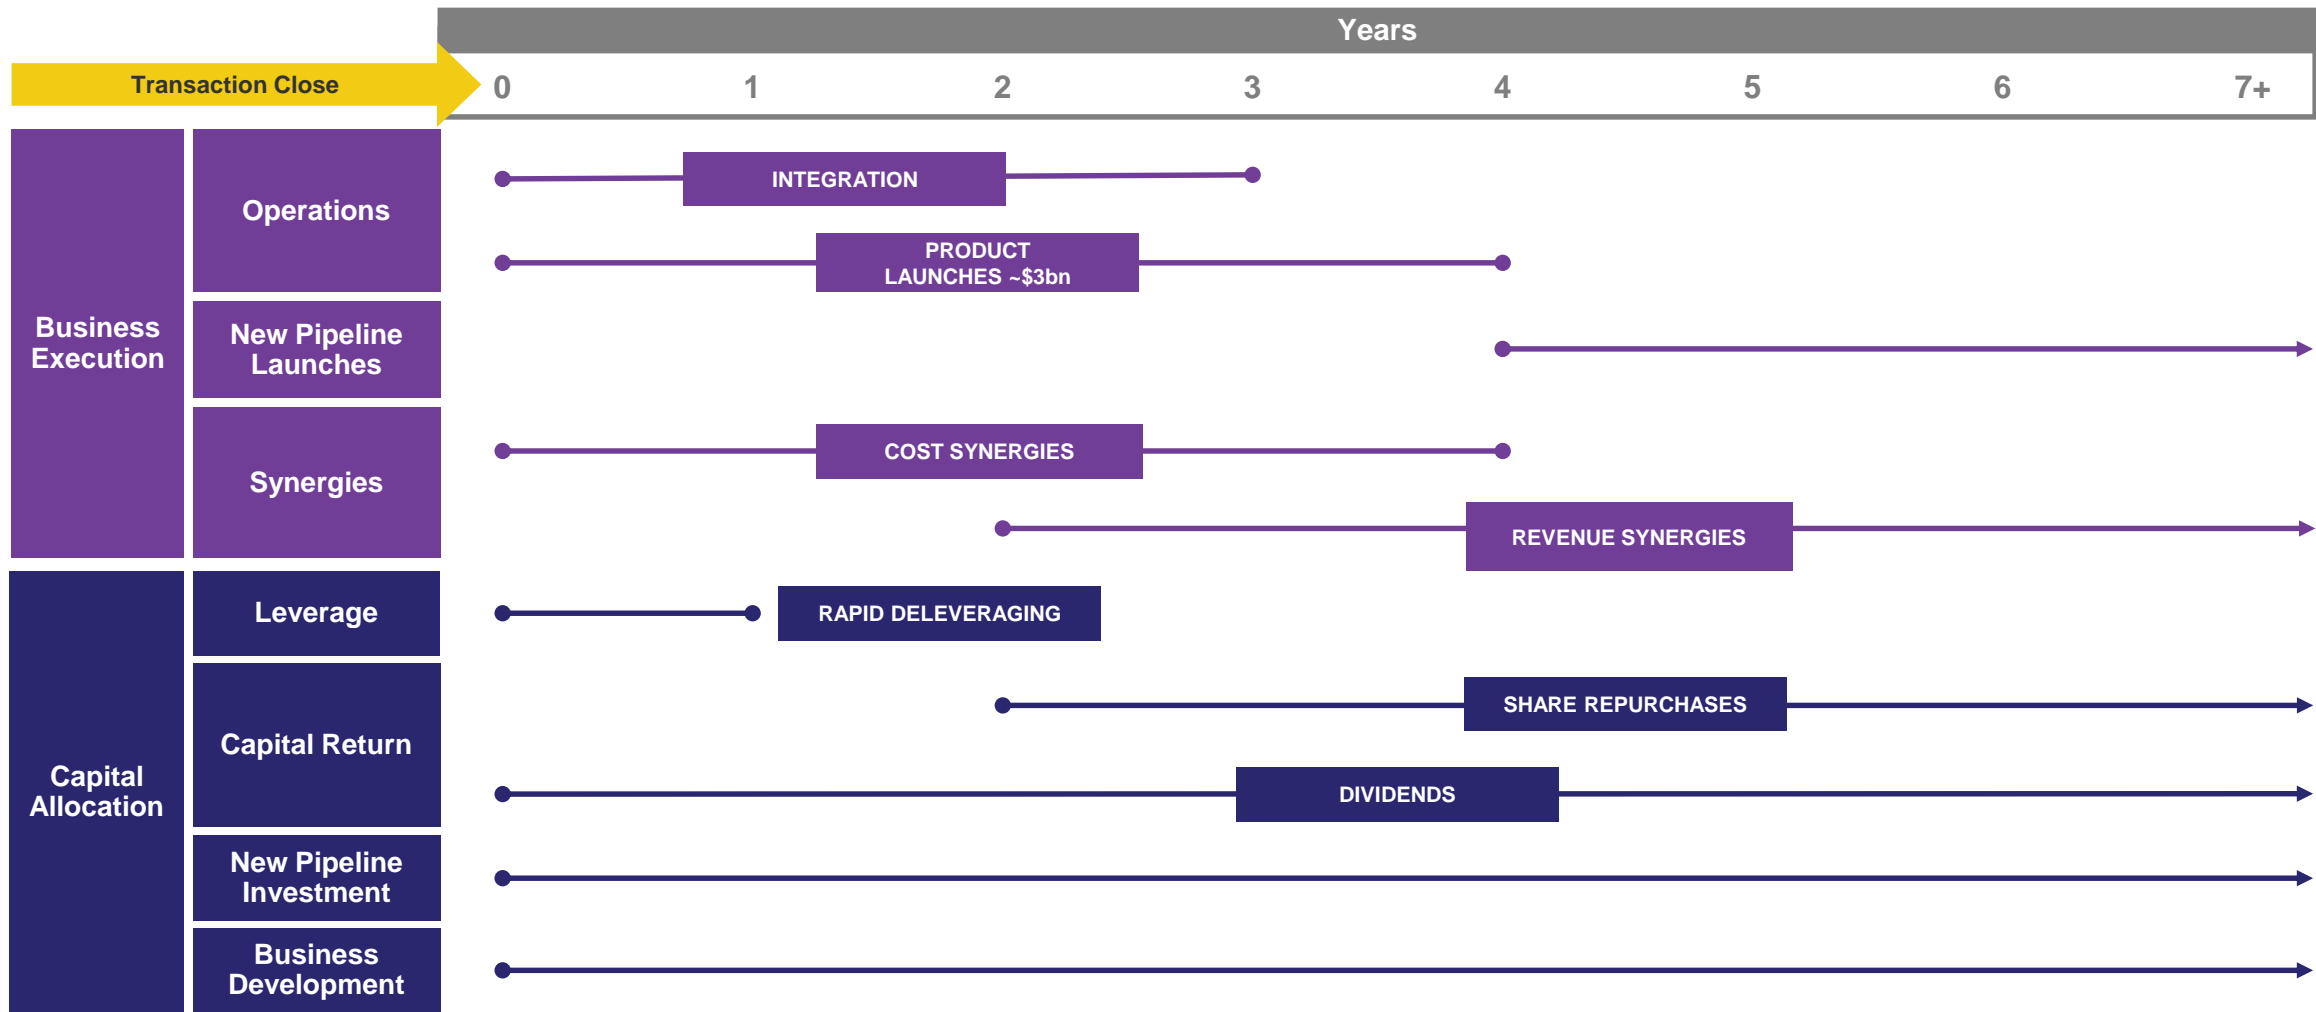 Years
Transaction Close
0 1 2 3 4 5 6 7+
Business
Execution
Operations
INTEGRATION
PRODUCT
LAUNCHES ~$3bn
New Pipeline
Launches
Synergies
COST SYNERGIES
REVENUE SYNERGIES
Capital
Allocation
Leverage
RAPID DELEVERAGING
Capital Return
SHARE REPURCHASES
DIVIDENDS
New Pipeline
Investment
Business
Development